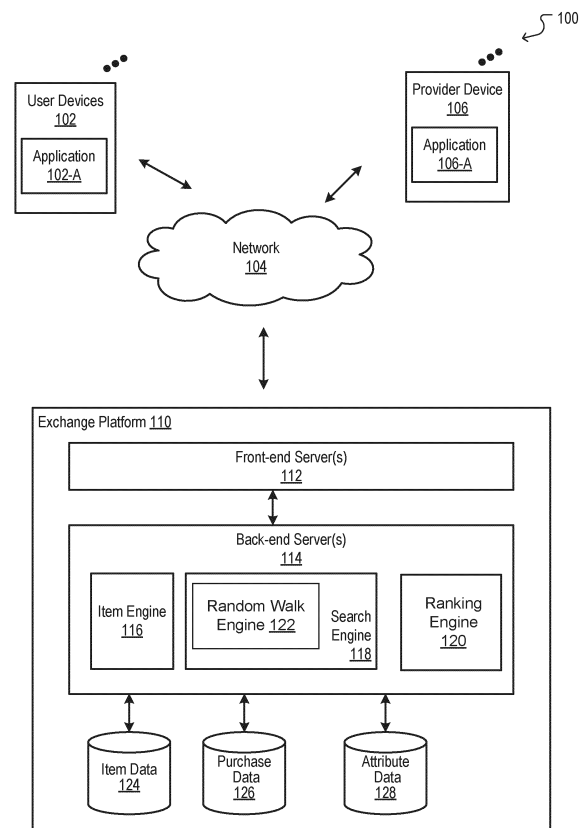 100
User Devices
102
Application
102-A
Provider Device
106
Application
106-A
Network
104
Exchange Platform 110
Front-end Server(s)
112
Back-end Server(s)
114
Item Engine
116
Random Walk
Engine 122
Search
Engine
118
Ranking
Engine
120
Item Data
124
Purchase
Data
126
Attribute
Data
128